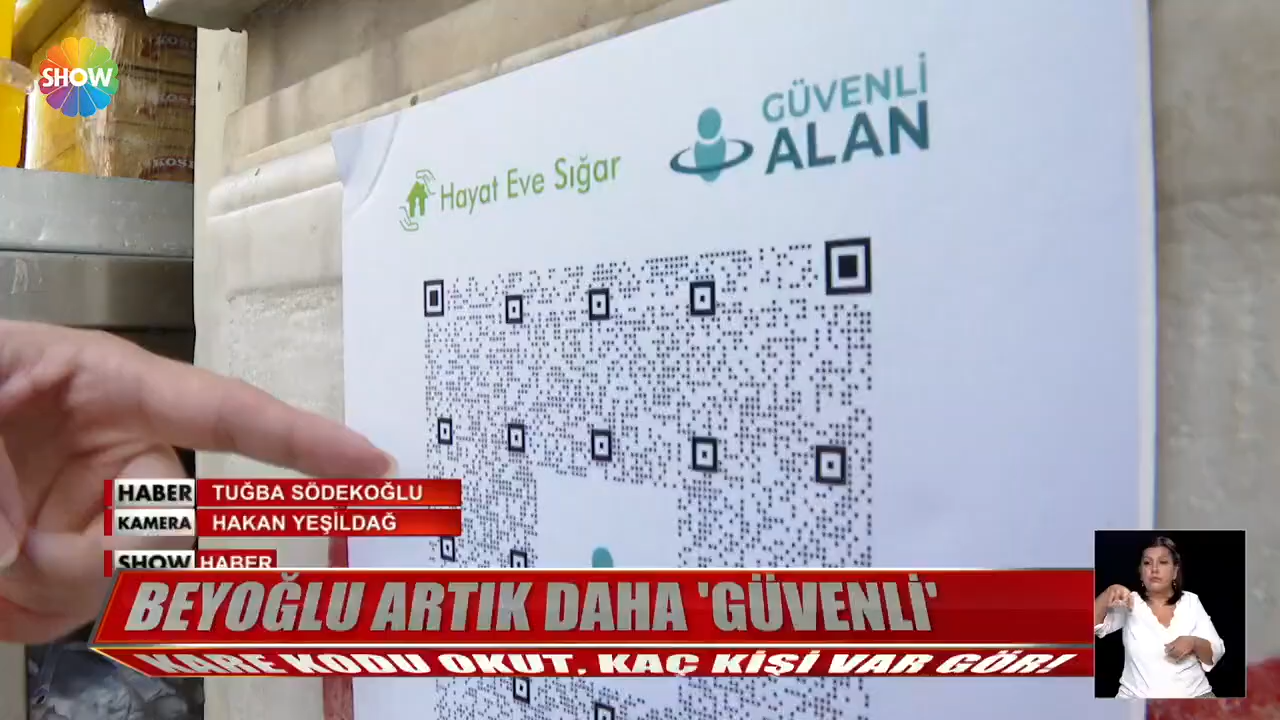 SHOW
GÜVENLİ
ALAN
Hayat Eve Sığar
HABER TUĞBA SÖDEKOĞLU
KAMERA HAKAN YEŞİLDAĞ
SHOW HABER
BEYOĞLU ARTIK DAHA 'GÜVENLİ'
KARE KODU OKUT, KAÇ KİŞİ VAR GÖR!